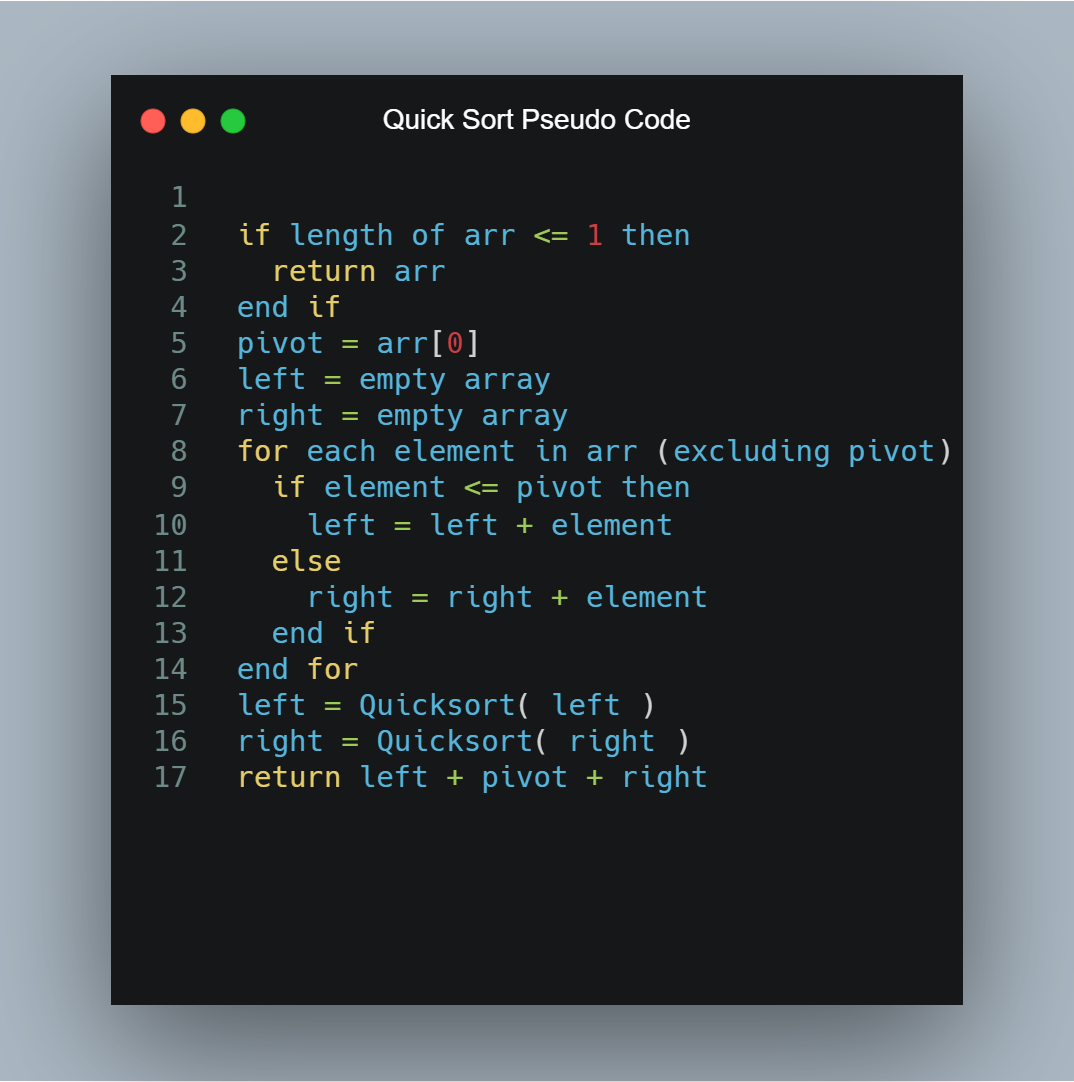 Quick Sort Pseudo Code
1
2 if length of arr <= 1 then
3 return arr
4 end if
5 pivot = arr[0]
6 left = empty array
7 right = empty array
8 for each element in arr (excluding pivot)
9 if element <= pivot then
10 left = left + element
11 else
12 right = right + element
13 end if
14 end for
15 left = Quicksort( left )
16 right = Quicksort( right )
17 return left + pivot + right